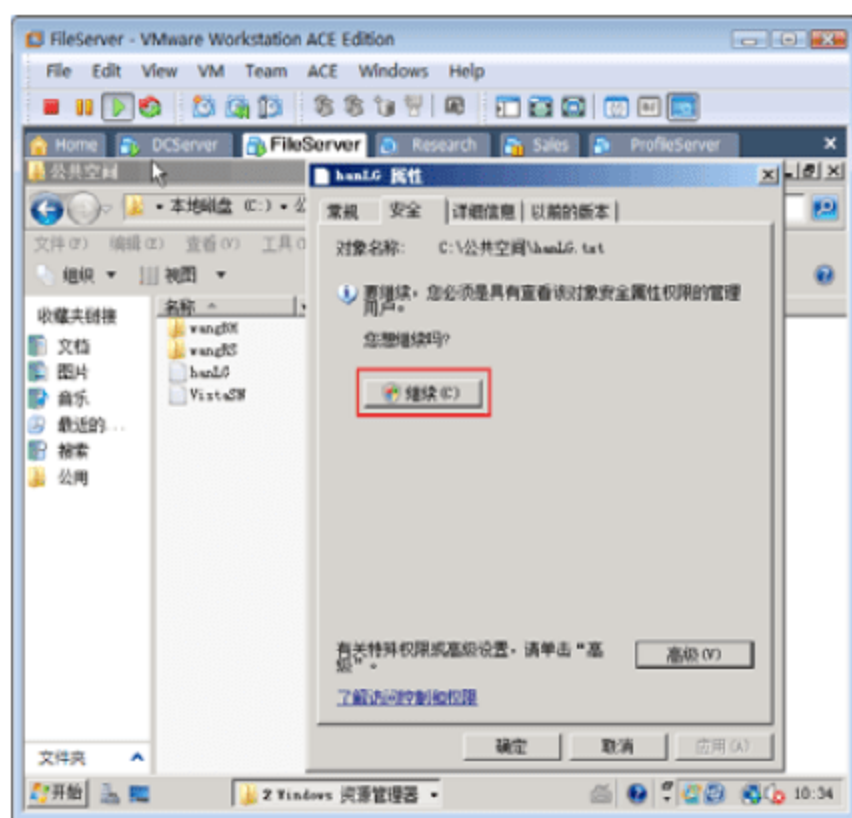 FileServer - VMware Workstation ACE Edition
File Edit View VM Team ACE Windows Help
Home DCServer FileServer Research Sales ProfileServer
公共空间
hanLG 属性
本地磁盘 (C:)
常规 安全 详细信息 以前的版本
文件(F) 编辑(E) 查看(V) 工具(
对象名称: C:\公共空间\hanLG.txt
组织 视图
要继续，您必须是具有查看该对象安全属性权限的管理
用户。
您想继续吗?
收藏夹链接
名称
文档
wangBX
图片
wangRS
音乐
hanLG
最近的...
VistaSW
搜索
公用
继续(C)
有关特殊权限或高级设置，请单击“高
级”。
高级(V)
了解访问控制和权限
文件夹
确定 取消 应用(A)
开始 2 Windows 资源管理器 10:34